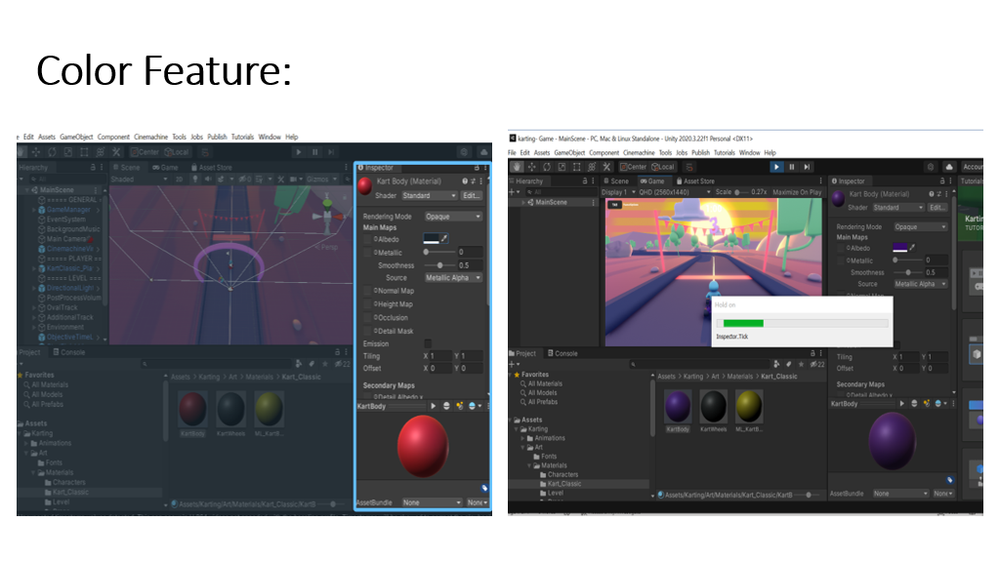 Color Feature:
e Edit Assets GameObject Component Cinemachine Tools Jobs Publish Tutorials Window Help
Center Local
Hierarchy
Scene Game Asset Store
Shaded 2D Gizmos
All
MainScene
===== GENERAL
GameManager
EventSystem
BackgroundMusic
Main Camera
CinemachineVi
===== PLAYER ==
KartClassic_Pla
===== LEVEL ===
DirectionalLight
PostProcessVolum
OvalTrack
AdditionalTrack
Environment
ObjectiveTimeL
Persp
Inspector
Kart Body (Material)
Shader Standard Edit...
Rendering Mode Opaque
Main Maps
Albedo
Metallic 0
Smoothness 0.5
Source Metallic Alpha
Normal Map
Height Map
Occlusion
Detail Mask
Emission
Tiling X 1 Y 1
Offset X 0 Y 0
Secondary Maps
Detail Albedo x
KartBody
AssetBundle None None
Project Console
22
Favorites
All Materials
All Models
All Prefabs
Assets
Karting
Animations
Art
Fonts
Materials
Characters
Kart_Classic
Level
Assets > Karting > Art > Materials > Kart_Classic
KartBody KartWheels ML_KartB...
Assets/Karting/Art/Materials/Kart_Classic/KartB
karting- Game - MainScene - PC, Mac & Linux Standalone - Unity 2020.3.22f1 Personal <DX11>
File Edit Assets GameObject Component Cinemachine Tools Jobs Publish Tutorials Window Help
Center Local Accoun
Hierarchy
All
MainScene
Scene Game Asset Store
Display 1 QHD (2560x1440) Scale 0.27x Maximize On Play
3
Hold on
Inspector.Tick
Inspector
Kart Body (Material)
Shader Standard Edit...
Rendering Mode Opaque
Main Maps
Albedo
Metallic 0
Smoothness 0.5
Source Metallic Alpha
Normal Map
Tiling X 1 Y 1
Offset X 0 Y 0
Secondary Maps
Detail Albedo x
KartBody
AssetBundle None None
Tutorials
Kartin
TUTOR
Project Console
22
Favorites
All Materials
All Models
All Prefabs
Assets
Karting
Animations
Art
Fonts
Materials
Characters
Kart_Classic
Level
Assets > Karting > Art > Materials > Kart_Classic
KartBody KartWheels ML_KartB...
Assets/Karting/Art/Materials/Kart_Classic/KartB